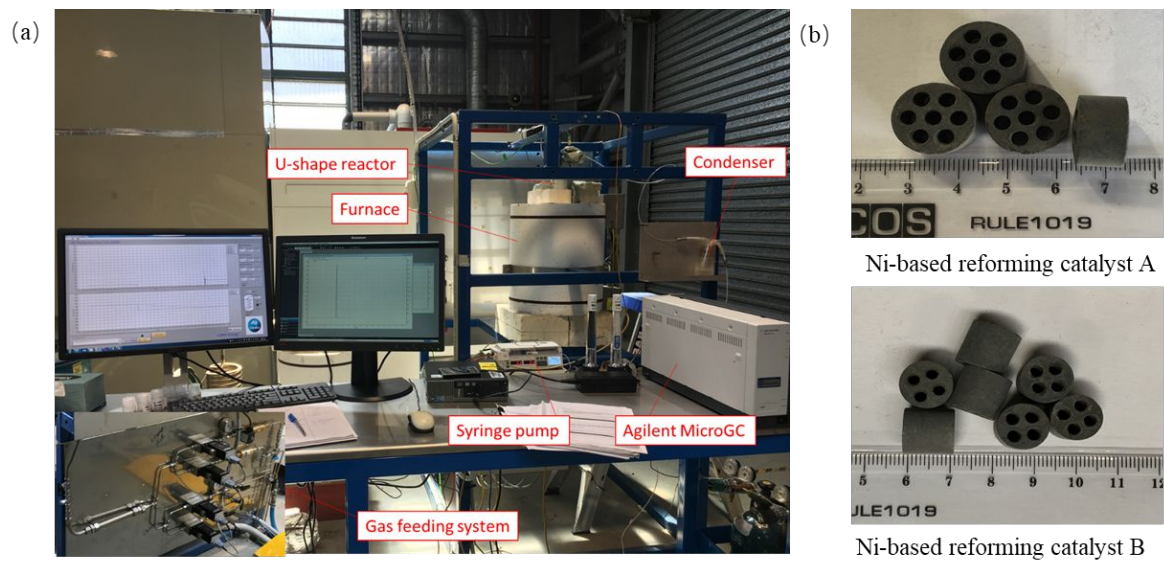 (a)
U-shape reactor
Furnace
Condenser
Syringe pump
Agilent MicroGC
Gas feeding system
(b)
2 3 4 5 6 7 8
COS
RULE1019
Ni-based reforming catalyst A
5 6 7 8 9 10 11 12
ULE1019
Ni-based reforming catalyst B